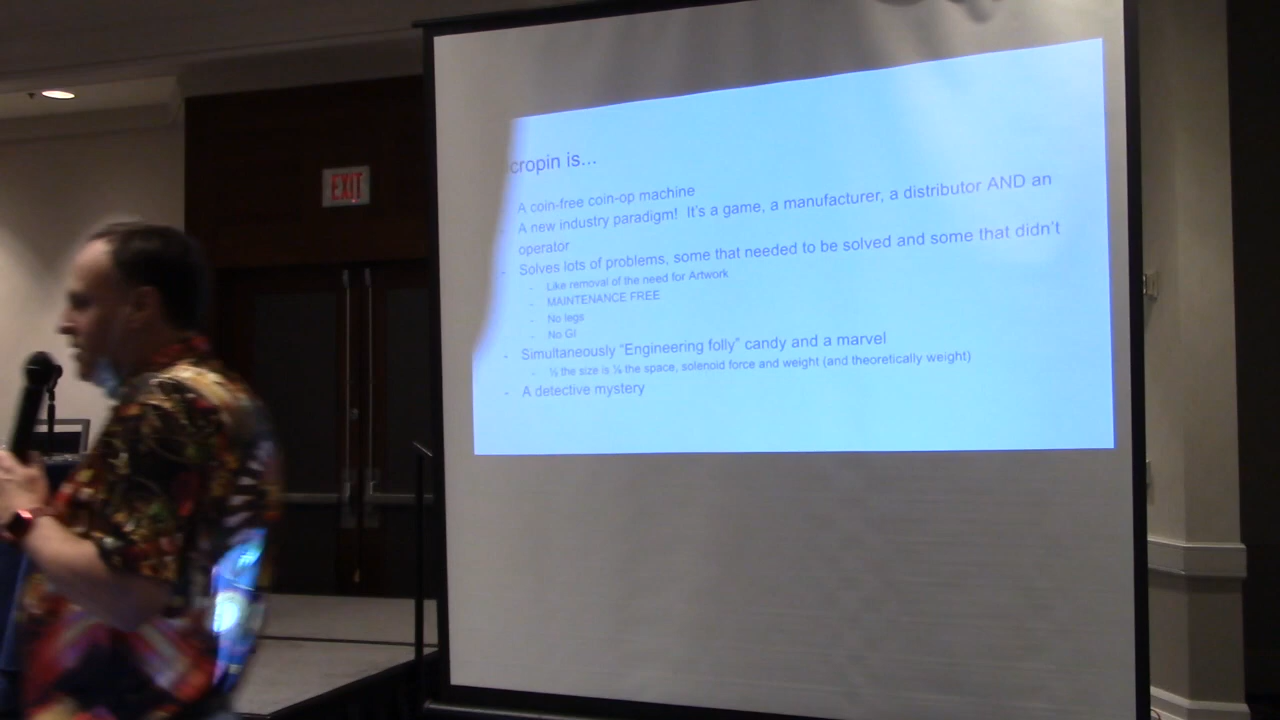 EXIT
cropin is...
A coin-free coin-op machine
- A new industry paradigm! It's a game, a manufacturer, a distributor AND an
operator
- Solves lots of problems, some that needed to be solved and some that didn't
- Like removal of the need for Artwork
- MAINTENANCE FREE
- No legs
- No GI
- Simultaneously "Engineering folly" candy and a marvel
- the size is the space, solenoid force and weight (and theoretically weight)
- A detective mystery